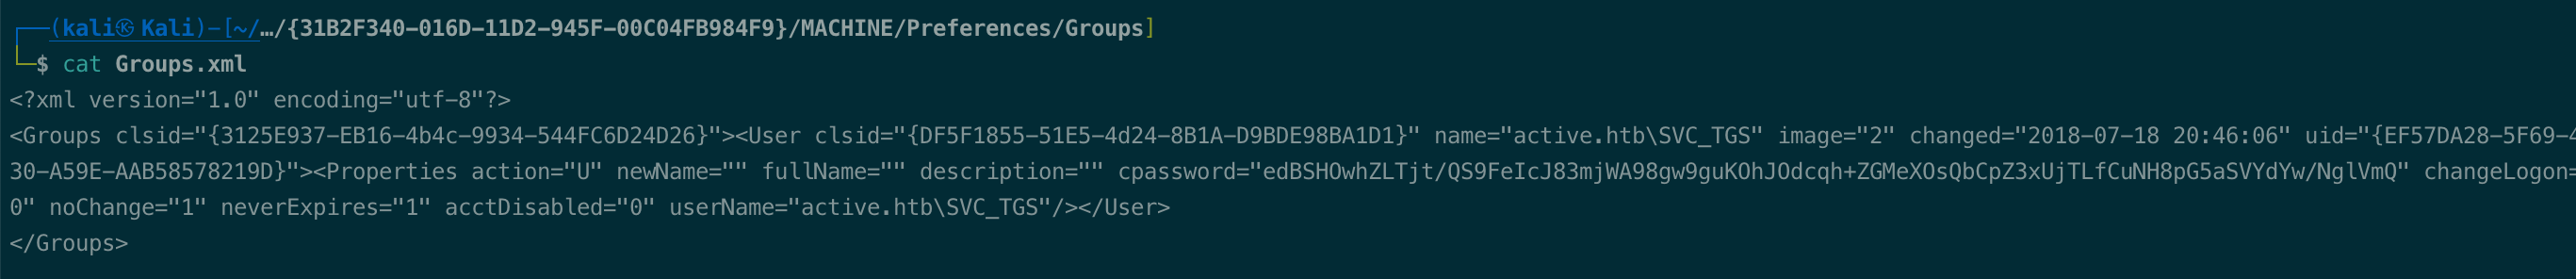 ┌──(kali㉿Kali)-[~/…/{31B2F340-016D-11D2-945F-00C04FB984F9}/MACHINE/Preferences/Groups]
└─$ cat Groups.xml
<?xml version="1.0" encoding="utf-8"?>
<Groups clsid="{3125E937-EB16-4b4c-9934-544FC6D24D26}"><User clsid="{DF5F1855-51E5-4d24-8B1A-D9BDE98BA1D1}" name="active.htb\SVC_TGS" image="2" changed="2018-07-18 20:46:06" uid="{EF57DA28-5F69-4
30-A59E-AAB58578219D}"><Properties action="U" newName="" fullName="" description="" cpassword="edBSHOwhZLTjt/QS9FeIcJ83mjWA98gw9guKOhJOdcqh+ZGMeXOsQbCpZ3xUjTLfCuNH8pG5aSVYdYw/NglVmQ" changeLogon=
0" noChange="1" neverExpires="1" acctDisabled="0" userName="active.htb\SVC_TGS"/></User>
</Groups>